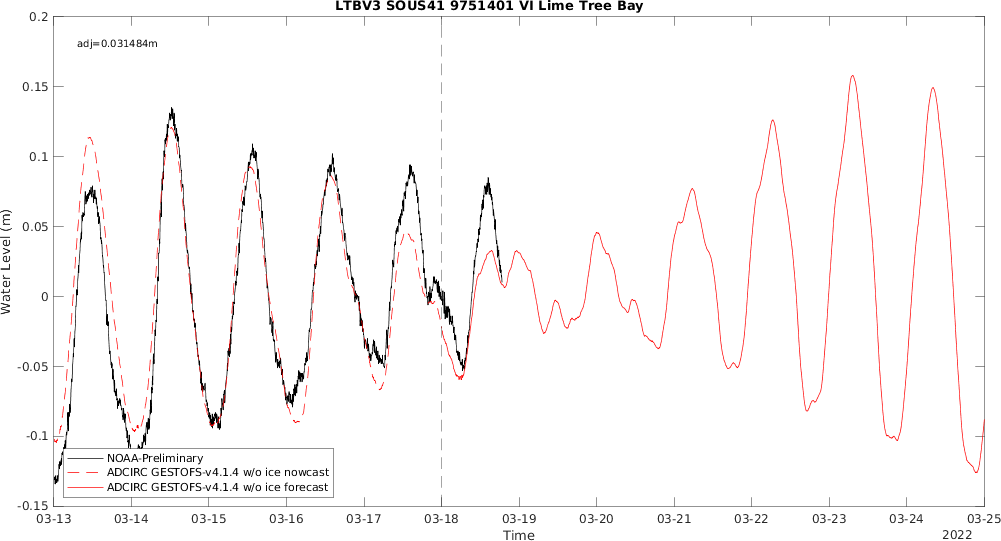 LTBV3 SOUS41 9751401 VI Lime Tree Bay
adj=0.031484m
0.2
0.15
0.1
0.05
0
-0.05
-0.1
-0.15
Water Level (m)
NOAA-Preliminary
ADCIRC GESTOFS-v4.1.4 w/o ice nowcast
ADCIRC GESTOFS-v4.1.4 w/o ice forecast
03-13 03-14 03-15 03-16 03-17 03-18 03-19 03-20 03-21 03-22 03-23 03-24 03-25
Time
2022